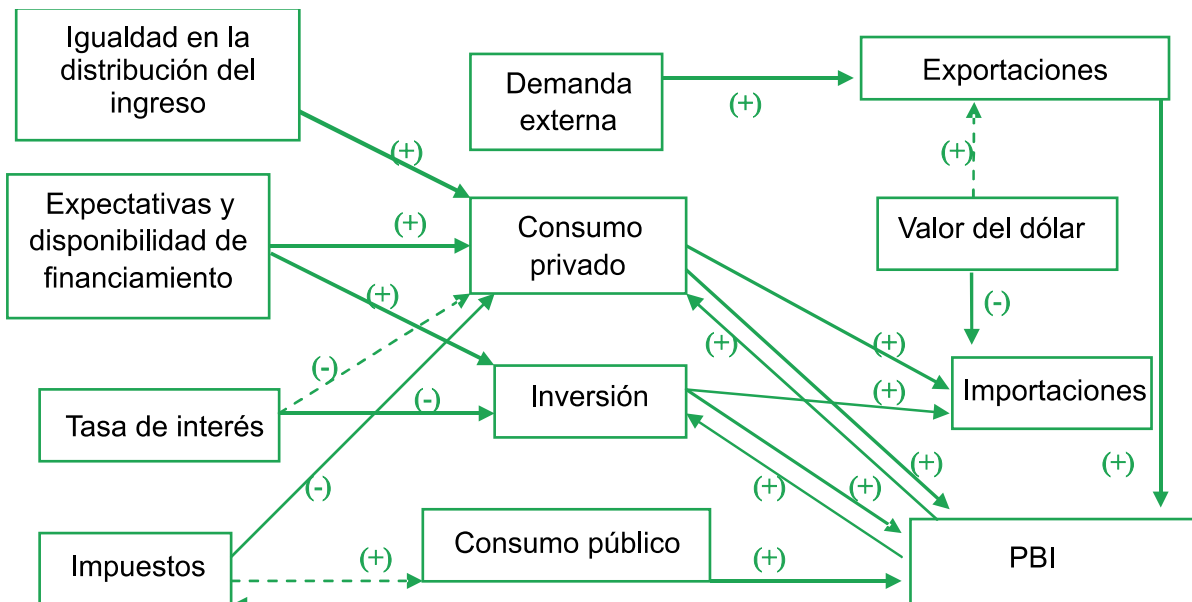 Igualdad en la
distribución del
ingreso
Demanda
externa
(+)
Exportaciones
(+)
(+)
Expectativas y
disponibilidad de
financiamiento
(+)
Consumo
privado
Valor del dólar
(+)
(-)
(+)
(+)
(-)
Tasa de interés
(-)
Inversión
(+)
Importaciones
(-)
(+)
(+)
(+)
(+)
Impuestos
(+)
Consumo público
(+)
PBI